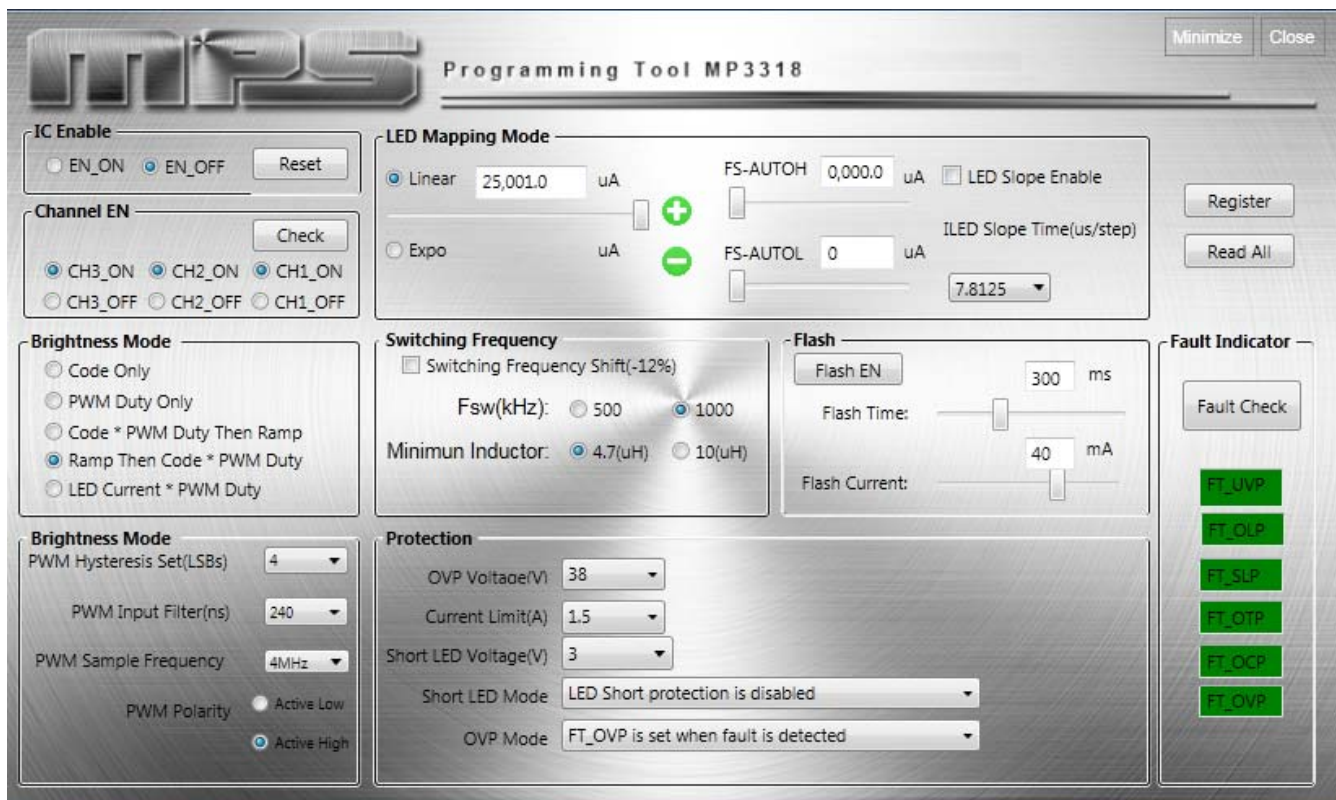 Minimize Close
mps
Programming Tool MP3318
IC Enable
EN_ON EN_OFF Reset
Channel EN
Check
CH3_ON CH2_ON CH1_ON
CH3_OFF CH2_OFF CH1_OFF
LED Mapping Mode
Linear 25,001.0 uA
Expo uA
FS-AUTOH 0,000.0 uA
FS-AUTOL 0 uA
LED Slope Enable
ILED Slope Time(us/step)
7.8125
Register
Read All
Brightness Mode
Code Only
PWM Duty Only
Code * PWM Duty Then Ramp
Ramp Then Code * PWM Duty
LED Current * PWM Duty
Switching Frequency
Switching Frequency Shift(-12%)
Fsw(kHz): 500 1000
Minimun Inductor: 4.7(uH) 10(uH)
Flash
Flash EN
300 ms
Flash Time:
40 mA
Flash Current:
Fault Indicator
Fault Check
FT_UVP
FT_OLP
FT_SLP
FT_OTP
FT_OCP
FT_OVP
Brightness Mode
PWM Hysteresis Set(LSBs) 4
PWM Input Filter(ns) 240
PWM Sample Frequency 4MHz
PWM Polarity Active Low
Active High
Protection
OVP Voltage(V) 38
Current Limit(A) 1.5
Short LED Voltage(V) 3
Short LED Mode LED Short protection is disabled
OVP Mode FT_OVP is set when fault is detected